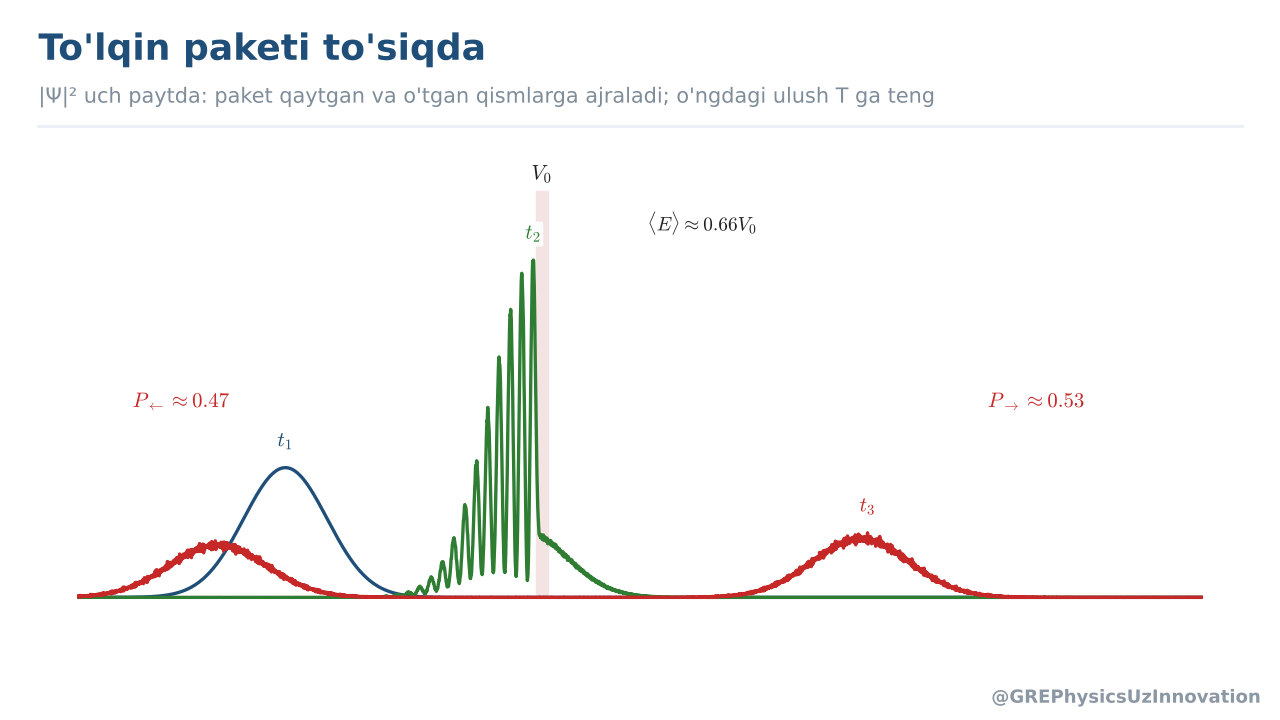 To'lqin paketi to'siqda
|Ψ|² uch paytda: paket qaytgan va o'tgan qismlarga ajraladi; o'ngdagi ulush T ga teng
V₀
⟨E⟩ ≈ 0.66V₀
t₂
P← ≈ 0.47
P→ ≈ 0.53
t₁
t₃
@GREPhysicsUzInnovation